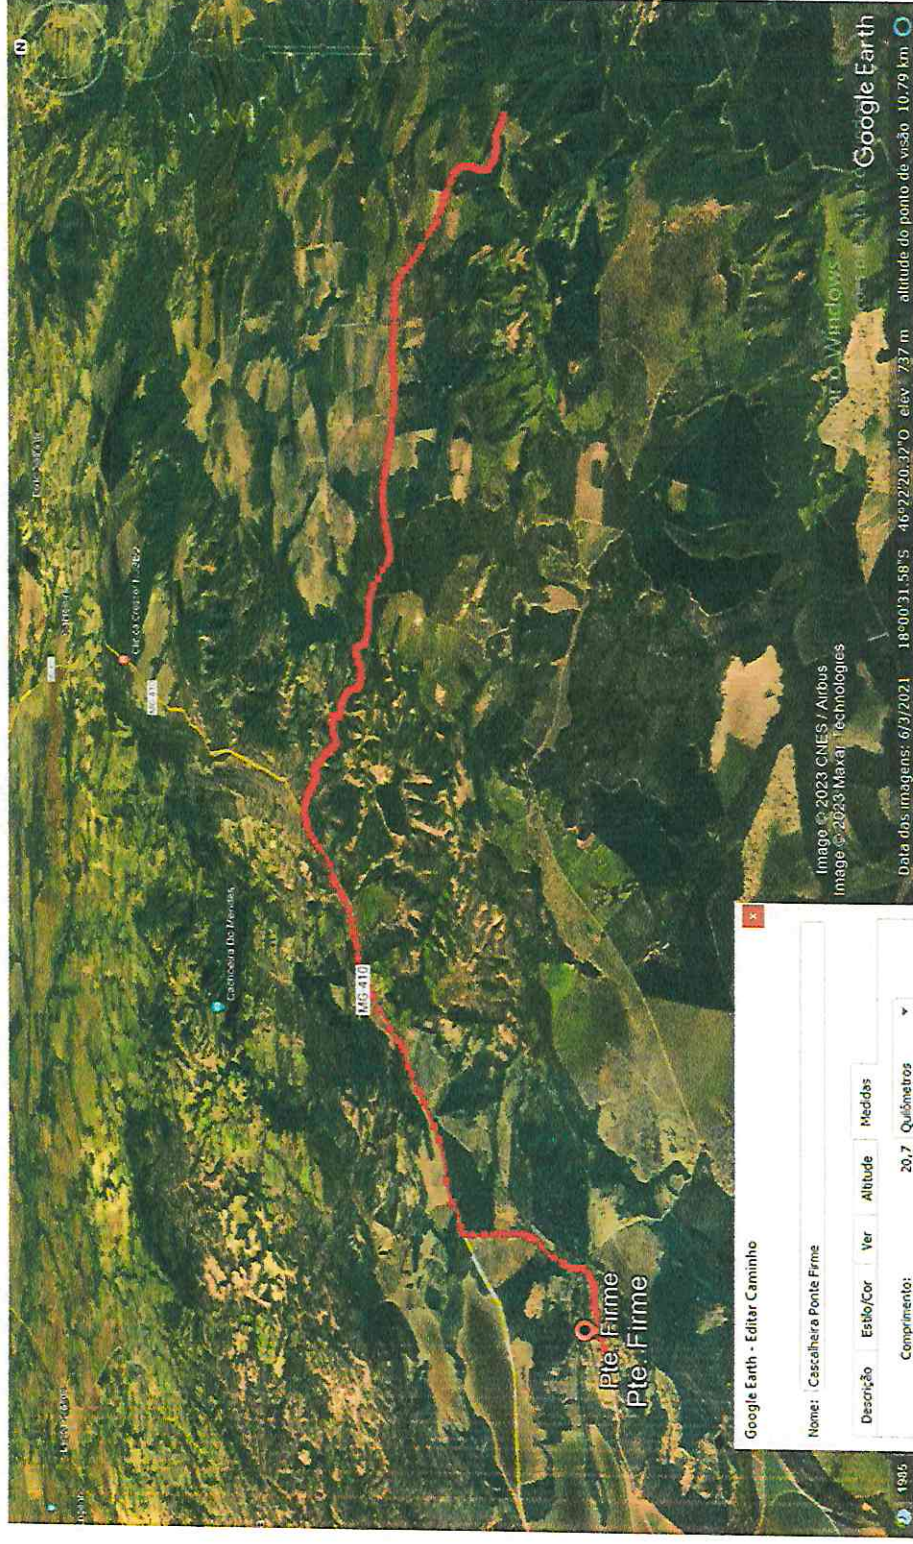 N
MG-410
Cachoeira Do Mendes
MG-410
Pte. Firme
Pte. Firme
Google Earth - Editar Caminho
Nome:
Cascalheira Ponte Firme
Descrição
Estilo/Cor
Ver
Altitude
Medidas
Comprimento:
20,7
Quilômetros
Windows
Image © 2023 CNES / Airbus
Image © 2023 Maxar Technologies
Google Earth
1985
Data das imagens: 6/3/2021
18°00'31.58"S
46°22'20.32"O
elev
737 m
altitude do ponto de visão
10.79 km